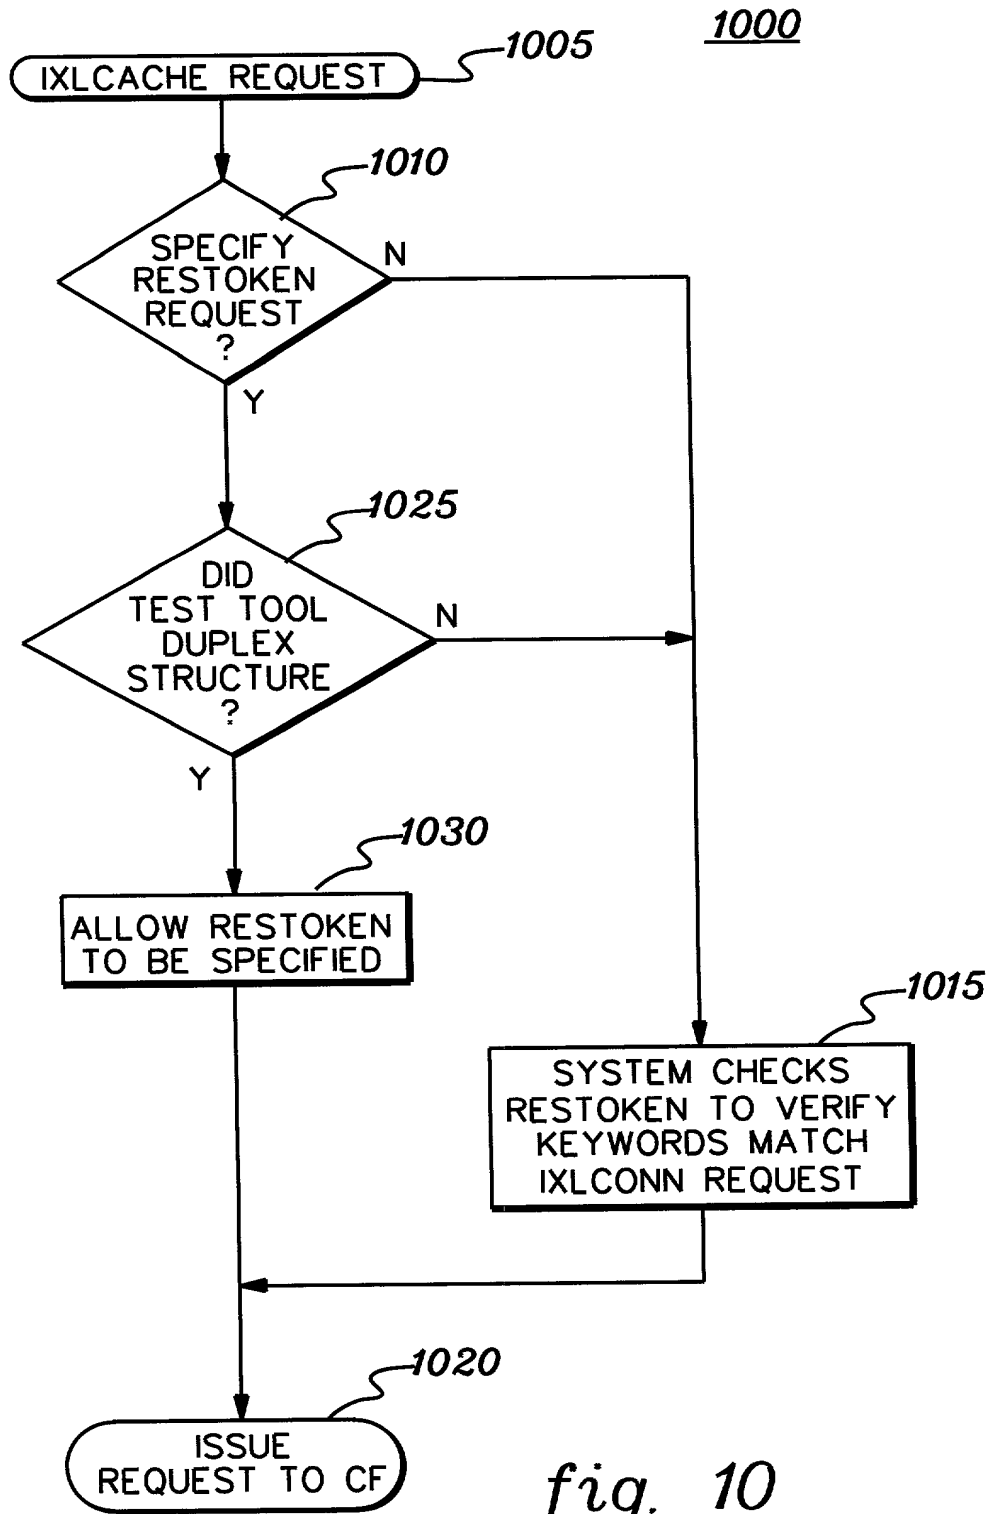 1000
1005
IXLCACHE REQUEST
1010
SPECIFY
RESTOKEN
REQUEST
?
N
Y
1025
DID
TEST TOOL
DUPLEX
STRUCTURE
?
N
Y
1030
ALLOW RESTOKEN
TO BE SPECIFIED
1015
SYSTEM CHECKS
RESTOKEN TO VERIFY
KEYWORDS MATCH
IXLCONN REQUEST
1020
ISSUE
REQUEST TO CF
fig. 10